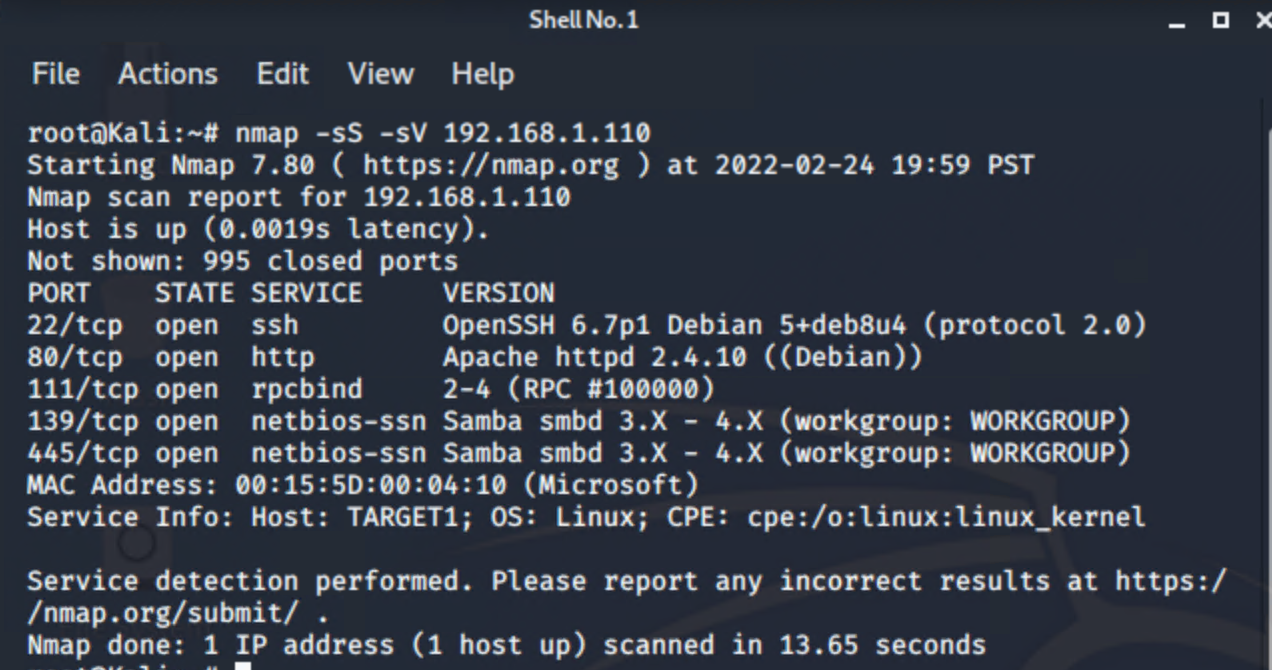 Shell No. 1
File Actions Edit View Help
root@Kali:~# nmap -sS -sV 192.168.1.110
Starting Nmap 7.80 ( https://nmap.org ) at 2022-02-24 19:59 PST
Nmap scan report for 192.168.1.110
Host is up (0.0019s latency).
Not shown: 995 closed ports
PORT    STATE SERVICE     VERSION
22/tcp  open  ssh         OpenSSH 6.7p1 Debian 5+deb8u4 (protocol 2.0)
80/tcp  open  http        Apache httpd 2.4.10 ((Debian))
111/tcp open  rpcbind     2-4 (RPC #100000)
139/tcp open  netbios-ssn Samba smbd 3.X - 4.X (workgroup: WORKGROUP)
445/tcp open  netbios-ssn Samba smbd 3.X - 4.X (workgroup: WORKGROUP)
MAC Address: 00:15:5D:00:04:10 (Microsoft)
Service Info: Host: TARGET1; OS: Linux; CPE: cpe:/o:linux:linux_kernel
Service detection performed. Please report any incorrect results at https:/
/nmap.org/submit/ .
Nmap done: 1 IP address (1 host up) scanned in 13.65 seconds